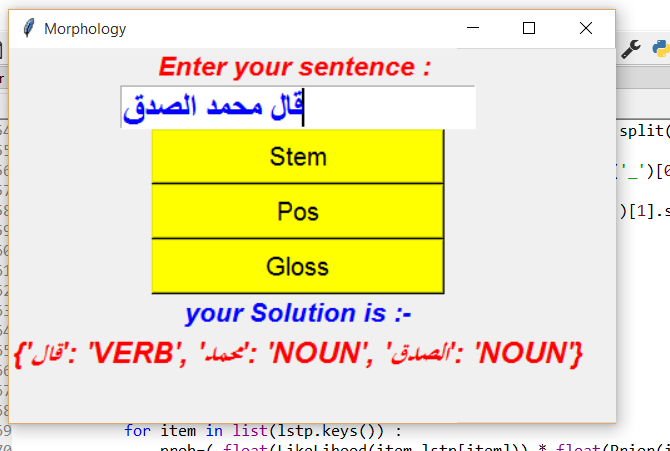 Morphology
Enter your sentence :
قال محمد الصدق
Stem
Pos
Gloss
your Solution is :-
{'قال': 'VERB', 'محمد': 'NOUN', 'الصدق': 'NOUN'}
split(
'_')[0
)[1].s
for item in list(lstp.keys()) :